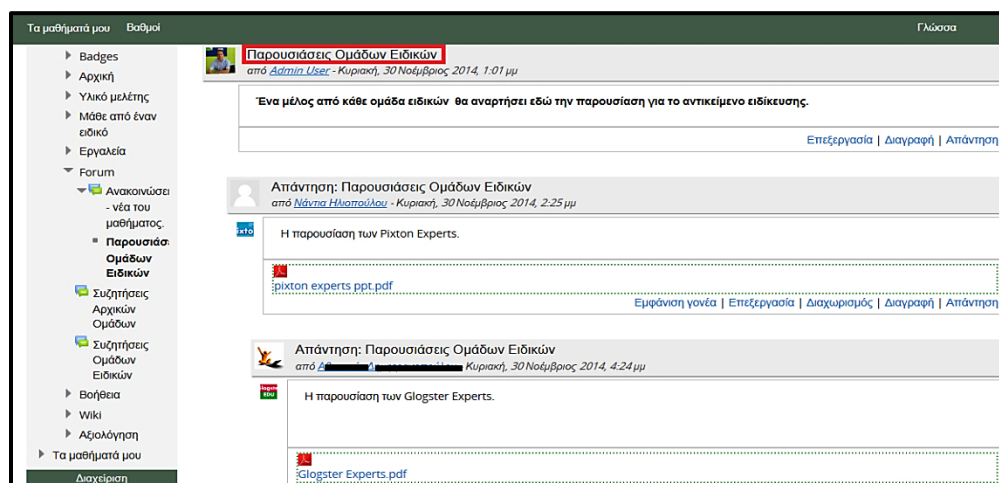 Τα μαθήματά μου Βαθμοί Γλώσσα
Badges
Αρχική
Υλικό μελέτης
Μάθε από έναν
ειδικό
Εργαλεία
Forum
Ανακοινώσει
- νέα του
μαθήματος.
Παρουσιάσ
Ομάδων
Ειδικών
Συζητήσεις
Αρχικών
Ομάδων
Συζητήσεις
Ομάδων
Ειδικών
Βοήθεια
Wiki
Αξιολόγηση
Τα μαθήματά μου
Διαχείριση
Παρουσιάσεις Ομάδων Ειδικών
από Admin User - Κυριακή, 30 Νοέμβριος 2014, 1:01 μμ
Ένα μέλος από κάθε ομάδα ειδικών θα αναρτήσει εδώ την παρουσίαση για το αντικείμενο ειδίκευσης.
Επεξεργασία | Διαγραφή | Απάντηση
Απάντηση: Παρουσιάσεις Ομάδων Ειδικών
από Νάντια Ηλιοπούλου - Κυριακή, 30 Νοέμβριος 2014, 2:25 μμ
ixto
Η παρουσίαση των Pixton Experts.
pixton experts ppt.pdf
Εμφάνιση γονέα | Επεξεργασία | Διαχωρισμός | Διαγραφή | Απάντηση
Απάντηση: Παρουσιάσεις Ομάδων Ειδικών
από Κυριακή, 30 Νοέμβριος 2014, 4:24 μμ
EDU
Η παρουσίαση των Glogster Experts.
Glogster Experts.pdf